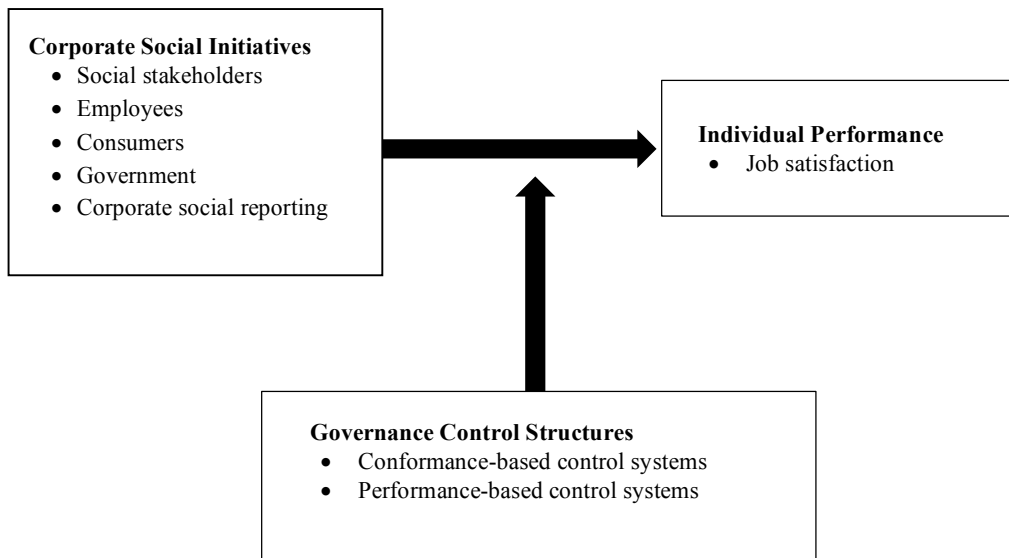 Corporate Social Initiatives
• Social stakeholders
• Employees
• Consumers
• Government
• Corporate social reporting
Individual Performance
• Job satisfaction
Governance Control Structures
• Conformance-based control systems
• Performance-based control systems